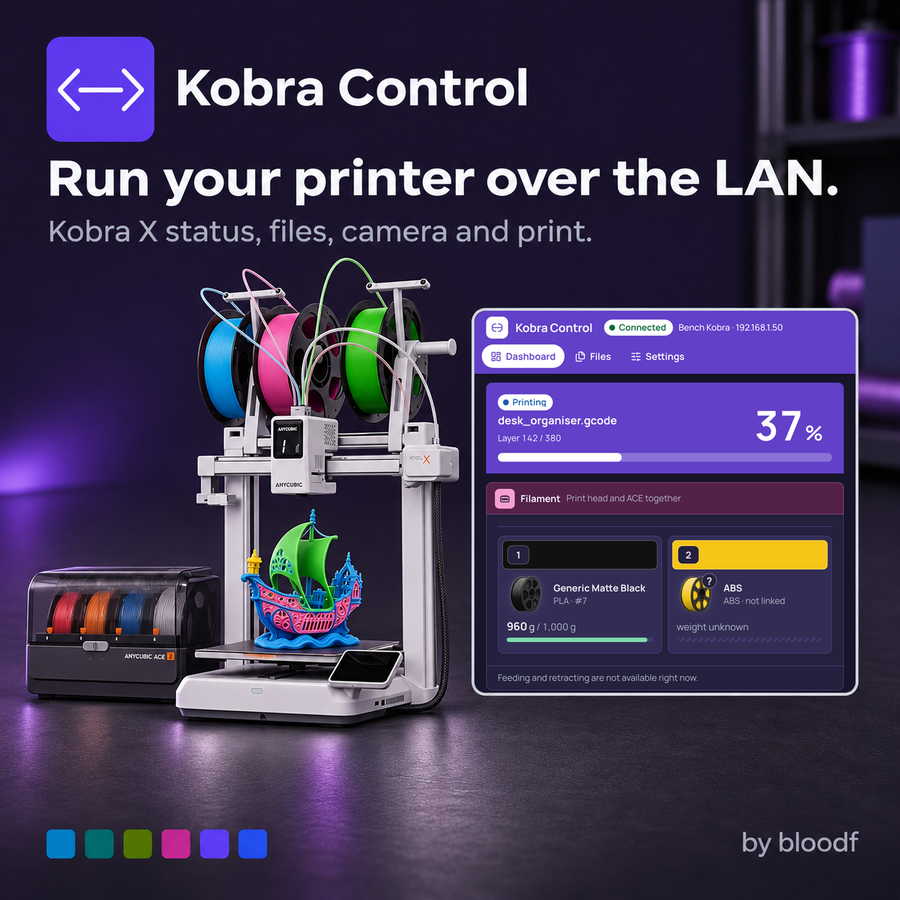 Kobra Control
Run your printer over the LAN.
Kobra X status, files, camera and print.
Kobra Control
Connected
Bench Kobra · 192.168.1.50
Dashboard
Files
Settings
Printing
desk_organiser.gcode
Layer 142 / 380
37%
Filament
Print head and ACE together
1
Generic Matte Black
PLA · #7
960 g / 1,000 g
2
?
ABS
ABS · not linked
weight unknown
Feeding and retracting are not available right now.
ANYCUBIC
ANYCUBIC
X
ANYCUBIC ACE 2
by bloodf